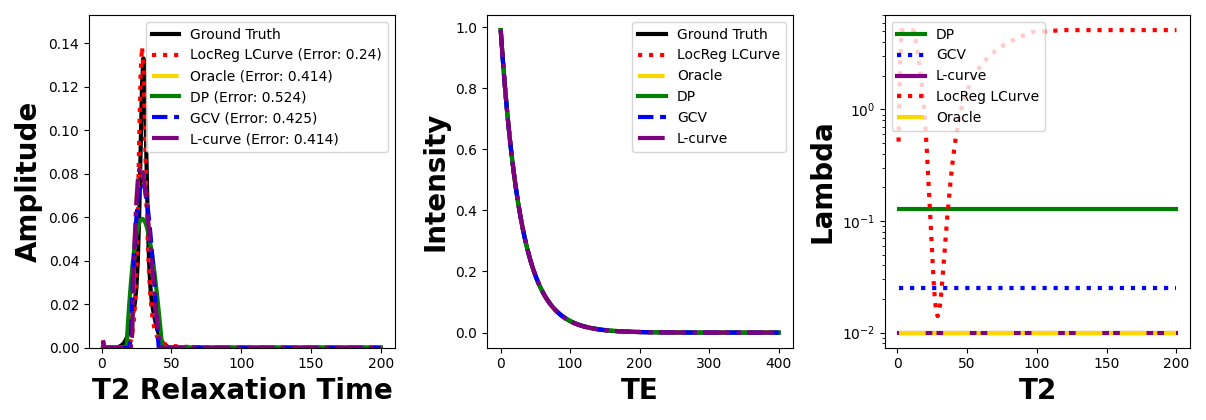 Amplitude
0.14
0.12
0.10
0.08
0.06
0.04
0.02
0.00
Ground Truth
LocReg LCurve (Error: 0.24)
Oracle (Error: 0.414)
DP (Error: 0.524)
GCV (Error: 0.425)
L-curve (Error: 0.414)
0 50 100 150 200
T2 Relaxation Time
Intensity
1.0
0.8
0.6
0.4
0.2
0.0
Ground Truth
LocReg LCurve
Oracle
DP
GCV
L-curve
0 100 200 300 400
TE
Lambda
10⁰
10⁻¹
10⁻²
DP
GCV
L-curve
LocReg LCurve
Oracle
0 50 100 150 200
T2